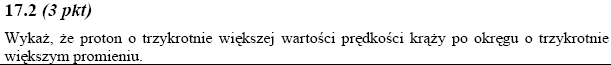 17.2 (3 pkt)
Wykaż, że proton o trzykrotnie większej wartości prędkości krąży po okręgu o trzykrotnie
większym promieniu.